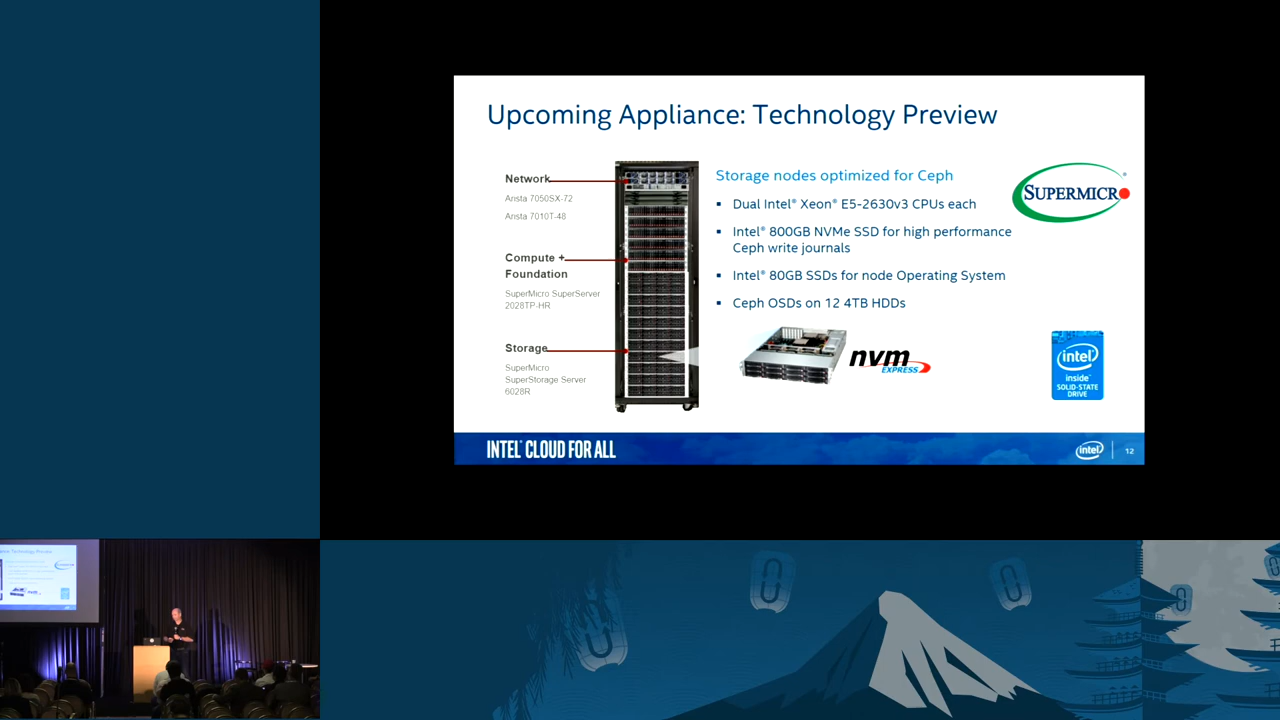 Upcoming Appliance: Technology Preview
Network
Arista 7050SX-72
Arista 7010T-48
Compute +
Foundation
SuperMicro SuperServer
2028TP-HR
Storage
SuperMicro
SuperStorage Server
6028R
Storage nodes optimized for Ceph
▪ Dual Intel® Xeon® E5-2630v3 CPUs each
▪ Intel® 800GB NVMe SSD for high performance
Ceph write journals
▪ Intel® 80GB SSDs for node Operating System
▪ Ceph OSDs on 12 4TB HDDs
SUPERMICRO®
nvm
EXPRESS
intel
inside™
SOLID-STATE
DRIVE
INTEL® CLOUD FOR ALL
intel
12